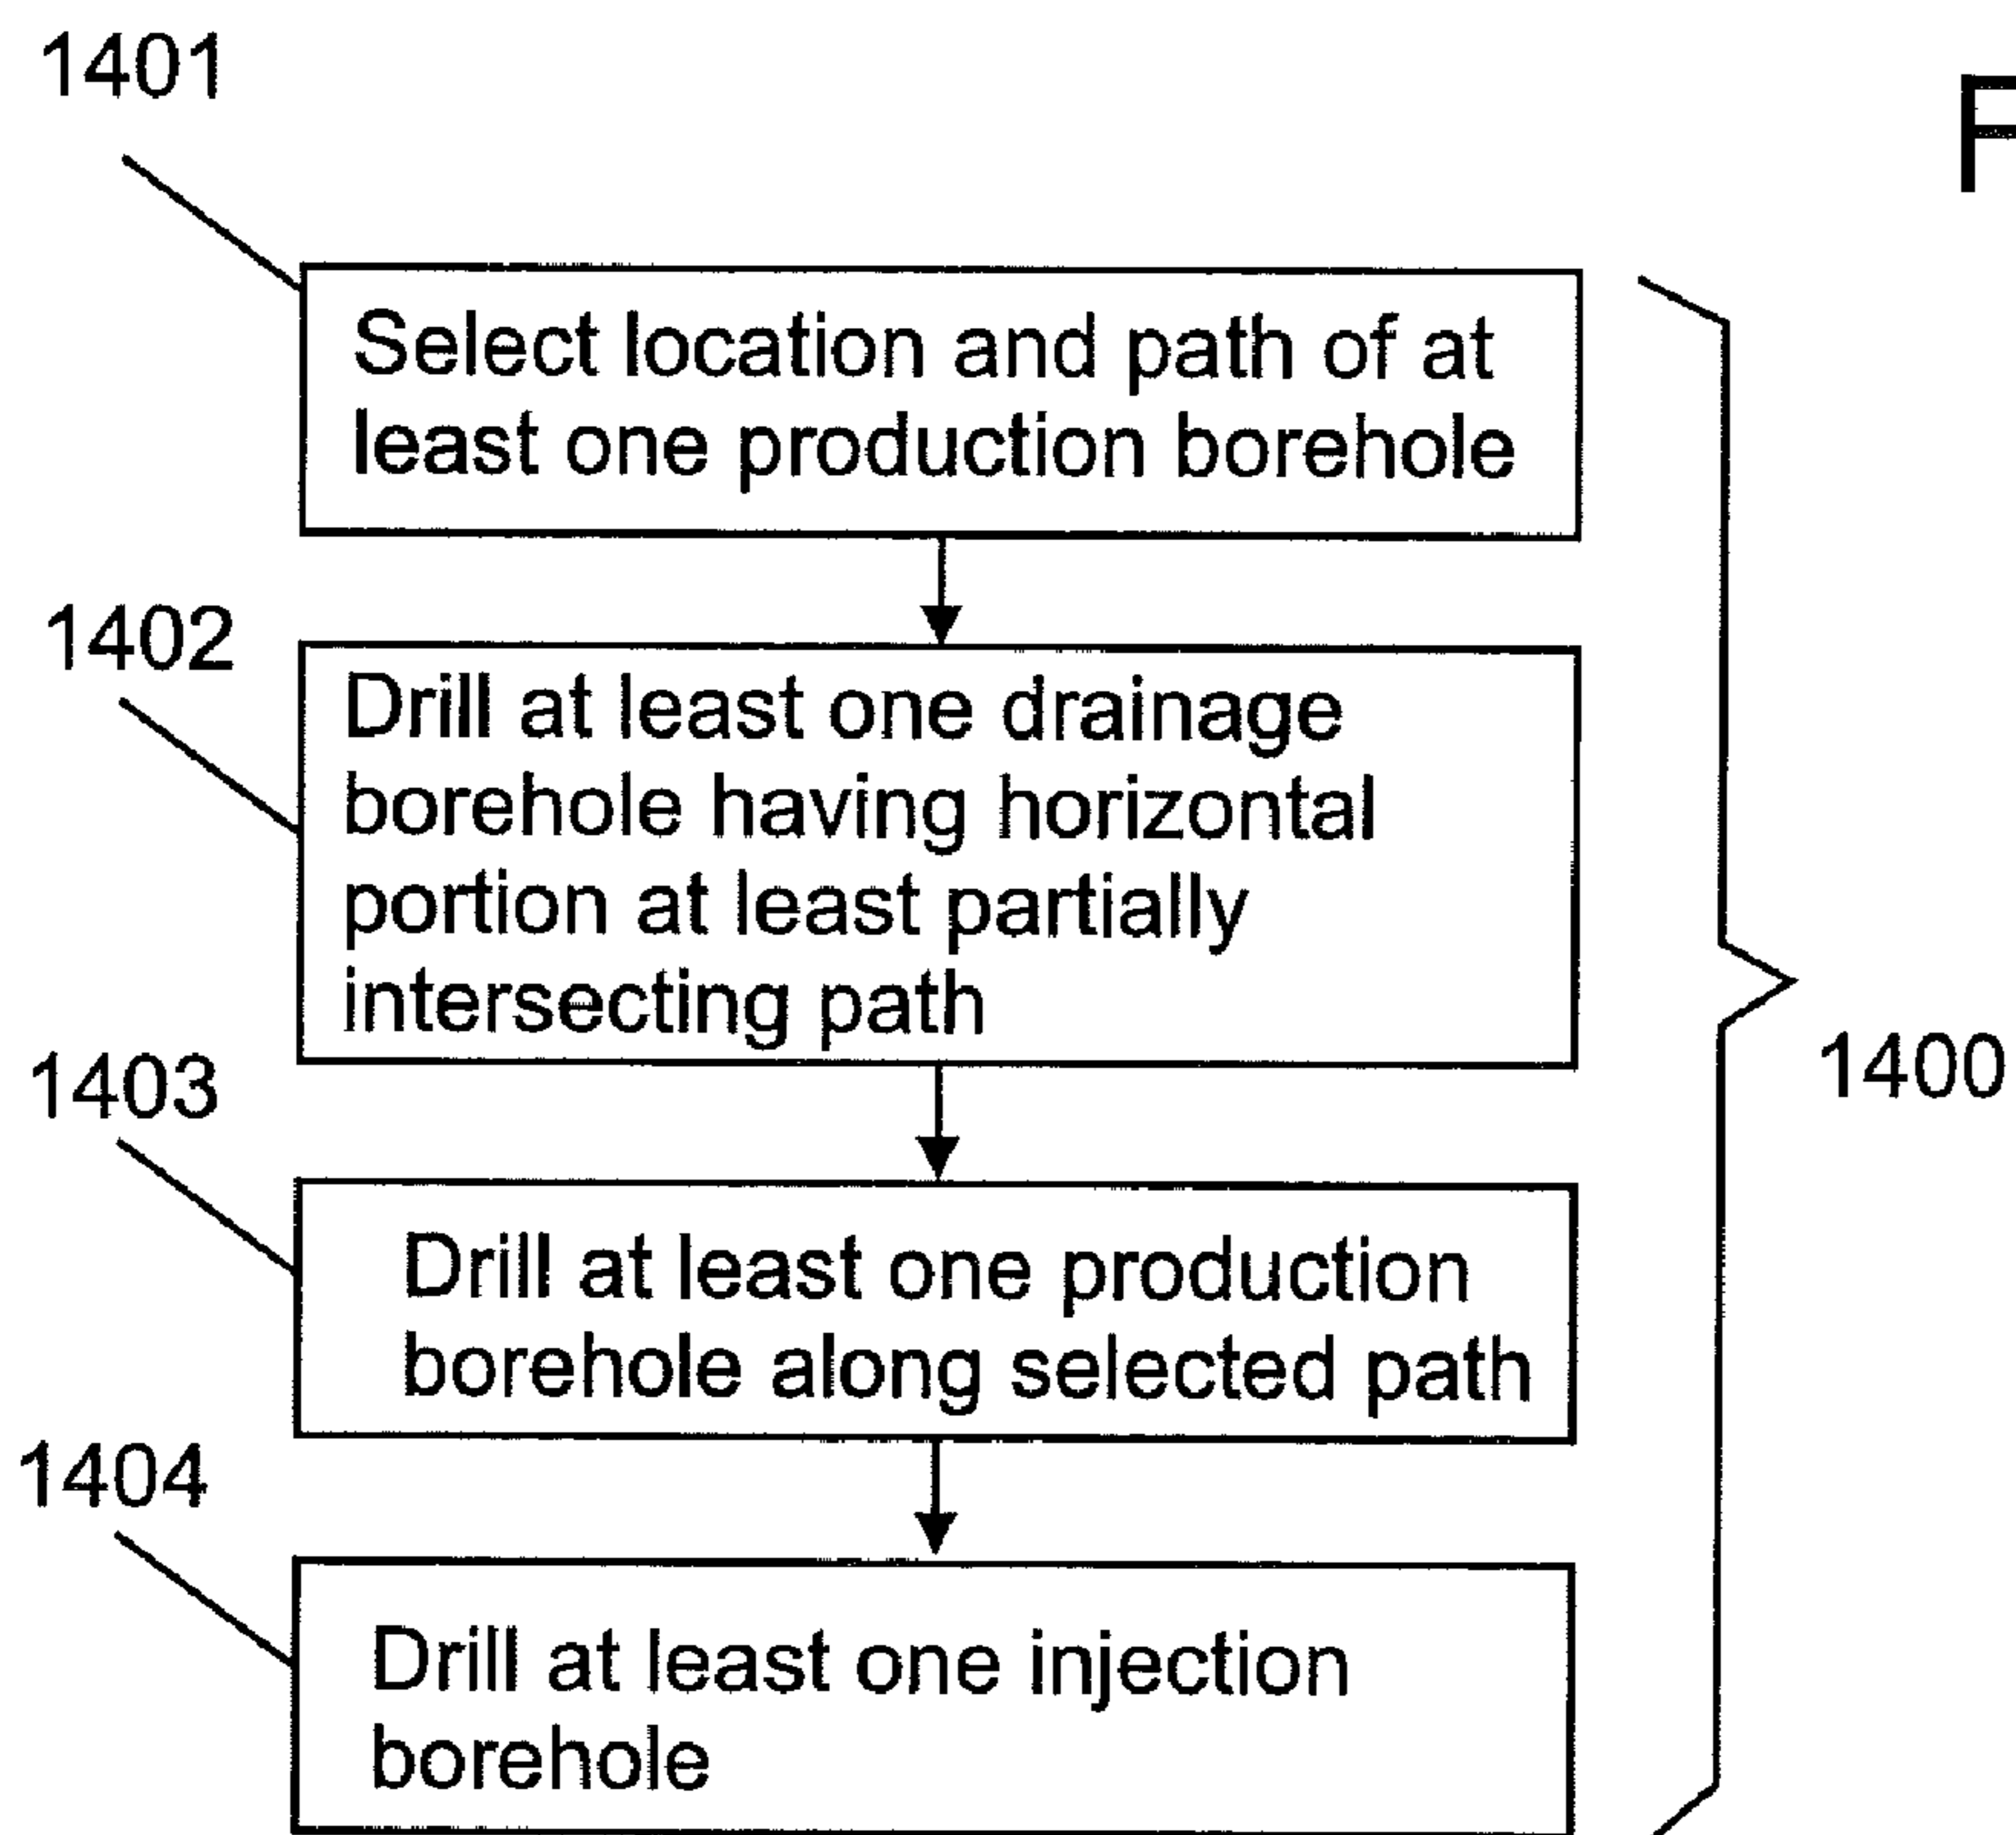 1401
F
Select location and path of at
least one production borehole
1402
Drill at least one drainage
borehole having horizontal
portion at least partially
intersecting path
1403
1400
Drill at least one production
borehole along selected path
1404
Drill at least one injection
borehole